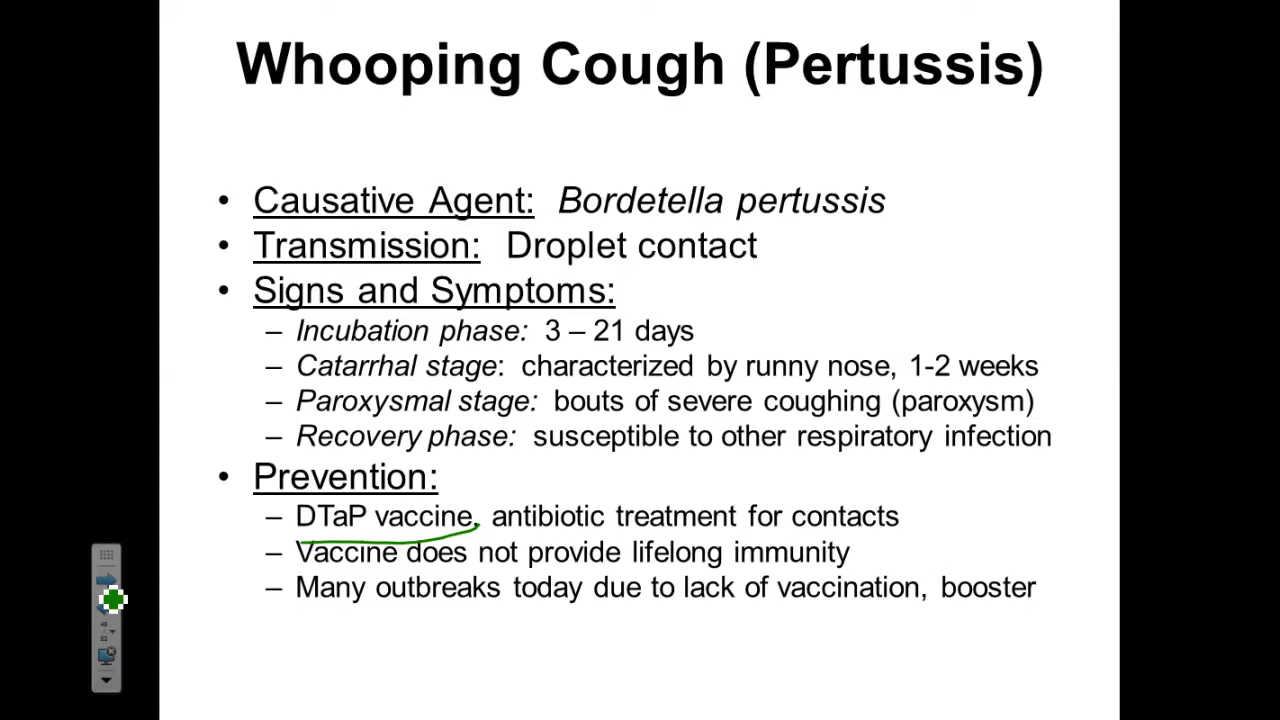 Whooping Cough (Pertussis)
• Causative Agent: Bordetella pertussis
• Transmission: Droplet contact
• Signs and Symptoms:
– Incubation phase: 3 – 21 days
– Catarrhal stage: characterized by runny nose, 1-2 weeks
– Paroxysmal stage: bouts of severe coughing (paroxysm)
– Recovery phase: susceptible to other respiratory infection
• Prevention:
– DTaP vaccine, antibiotic treatment for contacts
– Vaccine does not provide lifelong immunity
– Many outbreaks today due to lack of vaccination, booster